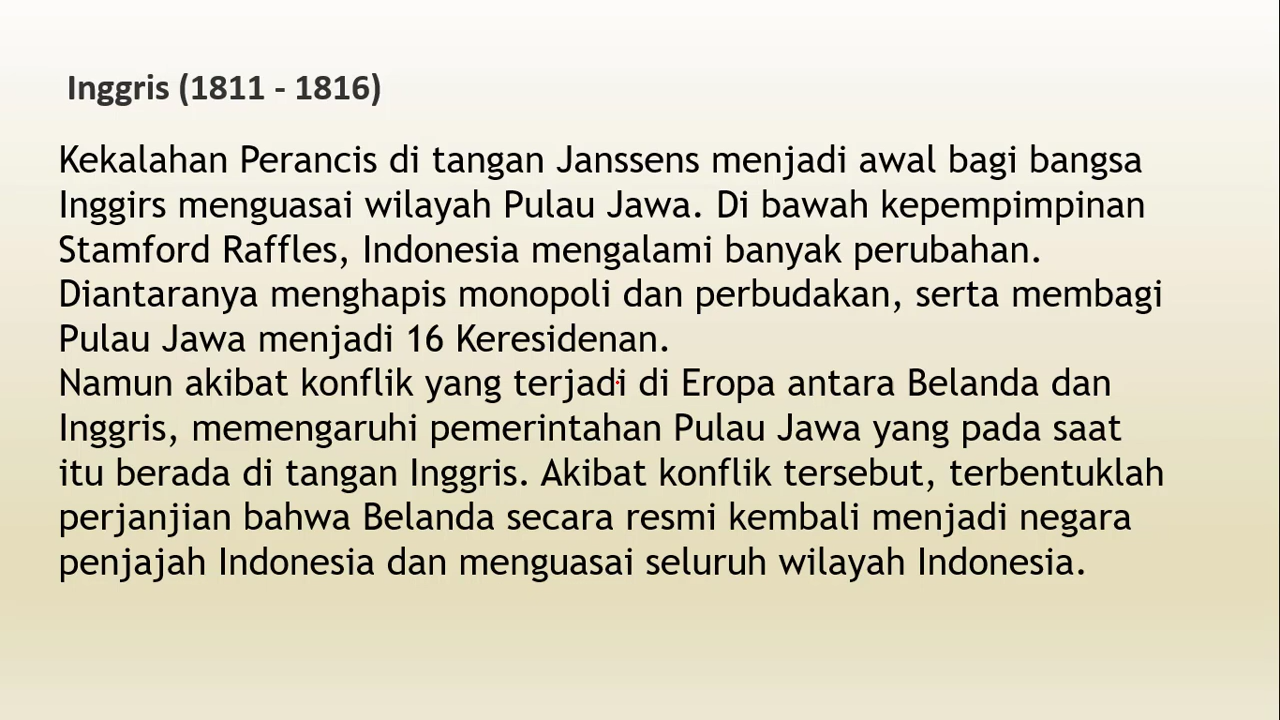 Inggris (1811 - 1816)
Kekalahan Perancis di tangan Janssens menjadi awal bagi bangsa
Inggirs menguasai wilayah Pulau Jawa. Di bawah kepempimpinan
Stamford Raffles, Indonesia mengalami banyak perubahan.
Diantaranya menghapis monopoli dan perbudakan, serta membagi
Pulau Jawa menjadi 16 Keresidenan.
Namun akibat konflik yang terjadi di Eropa antara Belanda dan
Inggris, memengaruhi pemerintahan Pulau Jawa yang pada saat
itu berada di tangan Inggris. Akibat konflik tersebut, terbentuklah
perjanjian bahwa Belanda secara resmi kembali menjadi negara
penjajah Indonesia dan menguasai seluruh wilayah Indonesia.